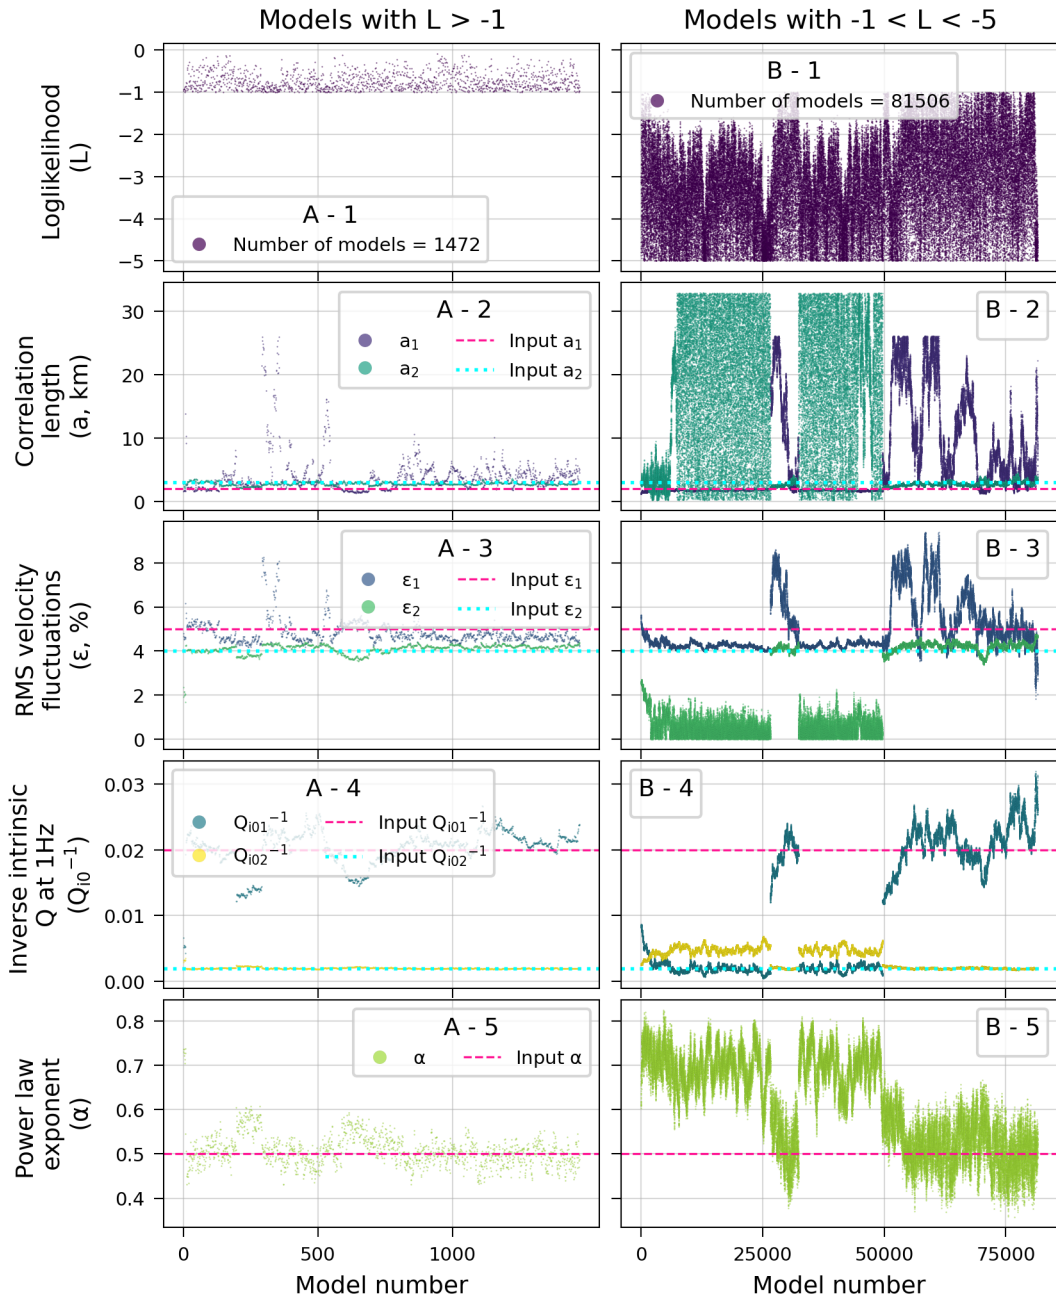 Models with L > -1
Models with -1 < L < -5
Loglikelihood
(L)
0
−1
−2
−3
−4
−5
A - 1
Number of models = 1472
B - 1
Number of models = 81506
Correlation
length
(a, km)
30
20
10
0
A - 2
a₁ Input a₁
a₂ Input a₂
B - 2
RMS velocity
fluctuations
(ε, %)
8
6
4
2
0
A - 3
ε₁ Input ε₁
ε₂ Input ε₂
B - 3
Inverse intrinsic
Q at 1Hz
(Qᵢ₀⁻¹)
0.03
0.02
0.01
0.00
A - 4
Qᵢ₀₁⁻¹ Input Qᵢ₀₁⁻¹
Qᵢ₀₂⁻¹ Input Qᵢ₀₂⁻¹
B - 4
Power law
exponent
(α)
0.8
0.7
0.6
0.5
0.4
A - 5
α Input α
B - 5
0 500 1000
0 25000 50000 75000
Model number
Model number